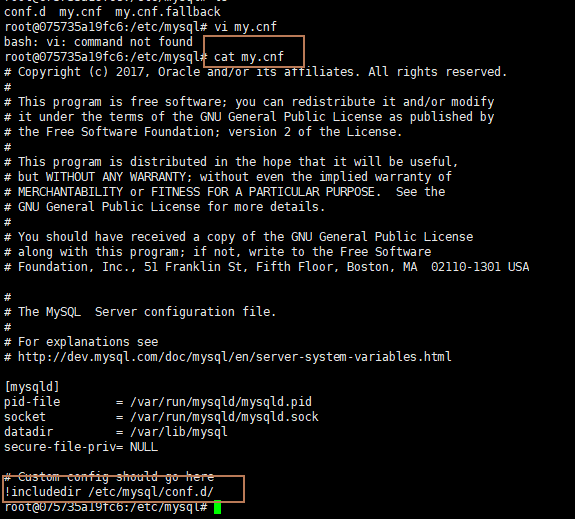 conf.d  my.cnf  my.cnf.fallback
root@075735a19fc6:/etc/mysql# vi my.cnf
bash: vi: command not found
root@075735a19fc6:/etc/mysql# cat my.cnf
# Copyright (c) 2017, Oracle and/or its affiliates. All rights reserved.
#
# This program is free software; you can redistribute it and/or modify
# it under the terms of the GNU General Public License as published by
# the Free Software Foundation; version 2 of the License.
#
# This program is distributed in the hope that it will be useful,
# but WITHOUT ANY WARRANTY; without even the implied warranty of
# MERCHANTABILITY or FITNESS FOR A PARTICULAR PURPOSE.  See the
# GNU General Public License for more details.
#
# You should have received a copy of the GNU General Public License
# along with this program; if not, write to the Free Software
# Foundation, Inc., 51 Franklin St, Fifth Floor, Boston, MA  02110-1301 USA
#
# The MySQL  Server configuration file.
#
# For explanations see
# http://dev.mysql.com/doc/mysql/en/server-system-variables.html
[mysqld]
pid-file        = /var/run/mysqld/mysqld.pid
socket          = /var/run/mysqld/mysqld.sock
datadir         = /var/lib/mysql
secure-file-priv= NULL
# Custom config should go here
!includedir /etc/mysql/conf.d/
root@075735a19fc6:/etc/mysql#